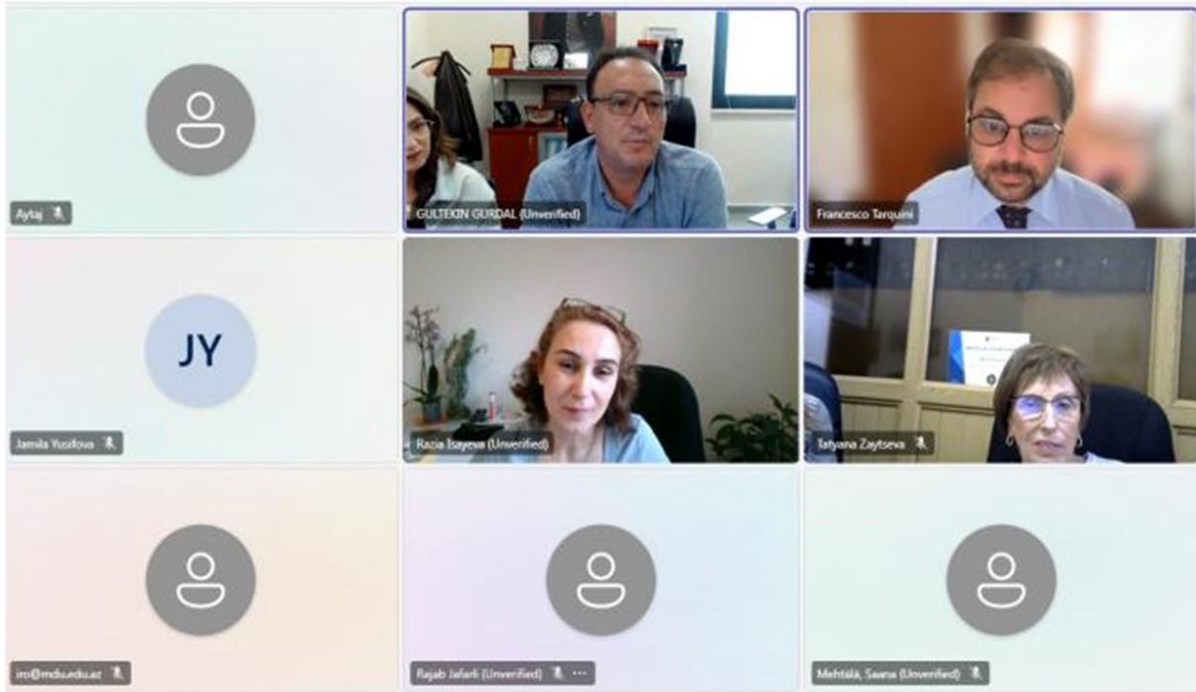 Aytaj
GULTEKIN GURDAL (Unverified)
Francesco Tarquini
JY
Jamila Yusifova
Razia Isayeva (Unverified)
Tatyana Zaytseva
iro@mdu.edu.az
Rajab Jafarli (Unverified)
Mehtälä, Saana (Unverified)